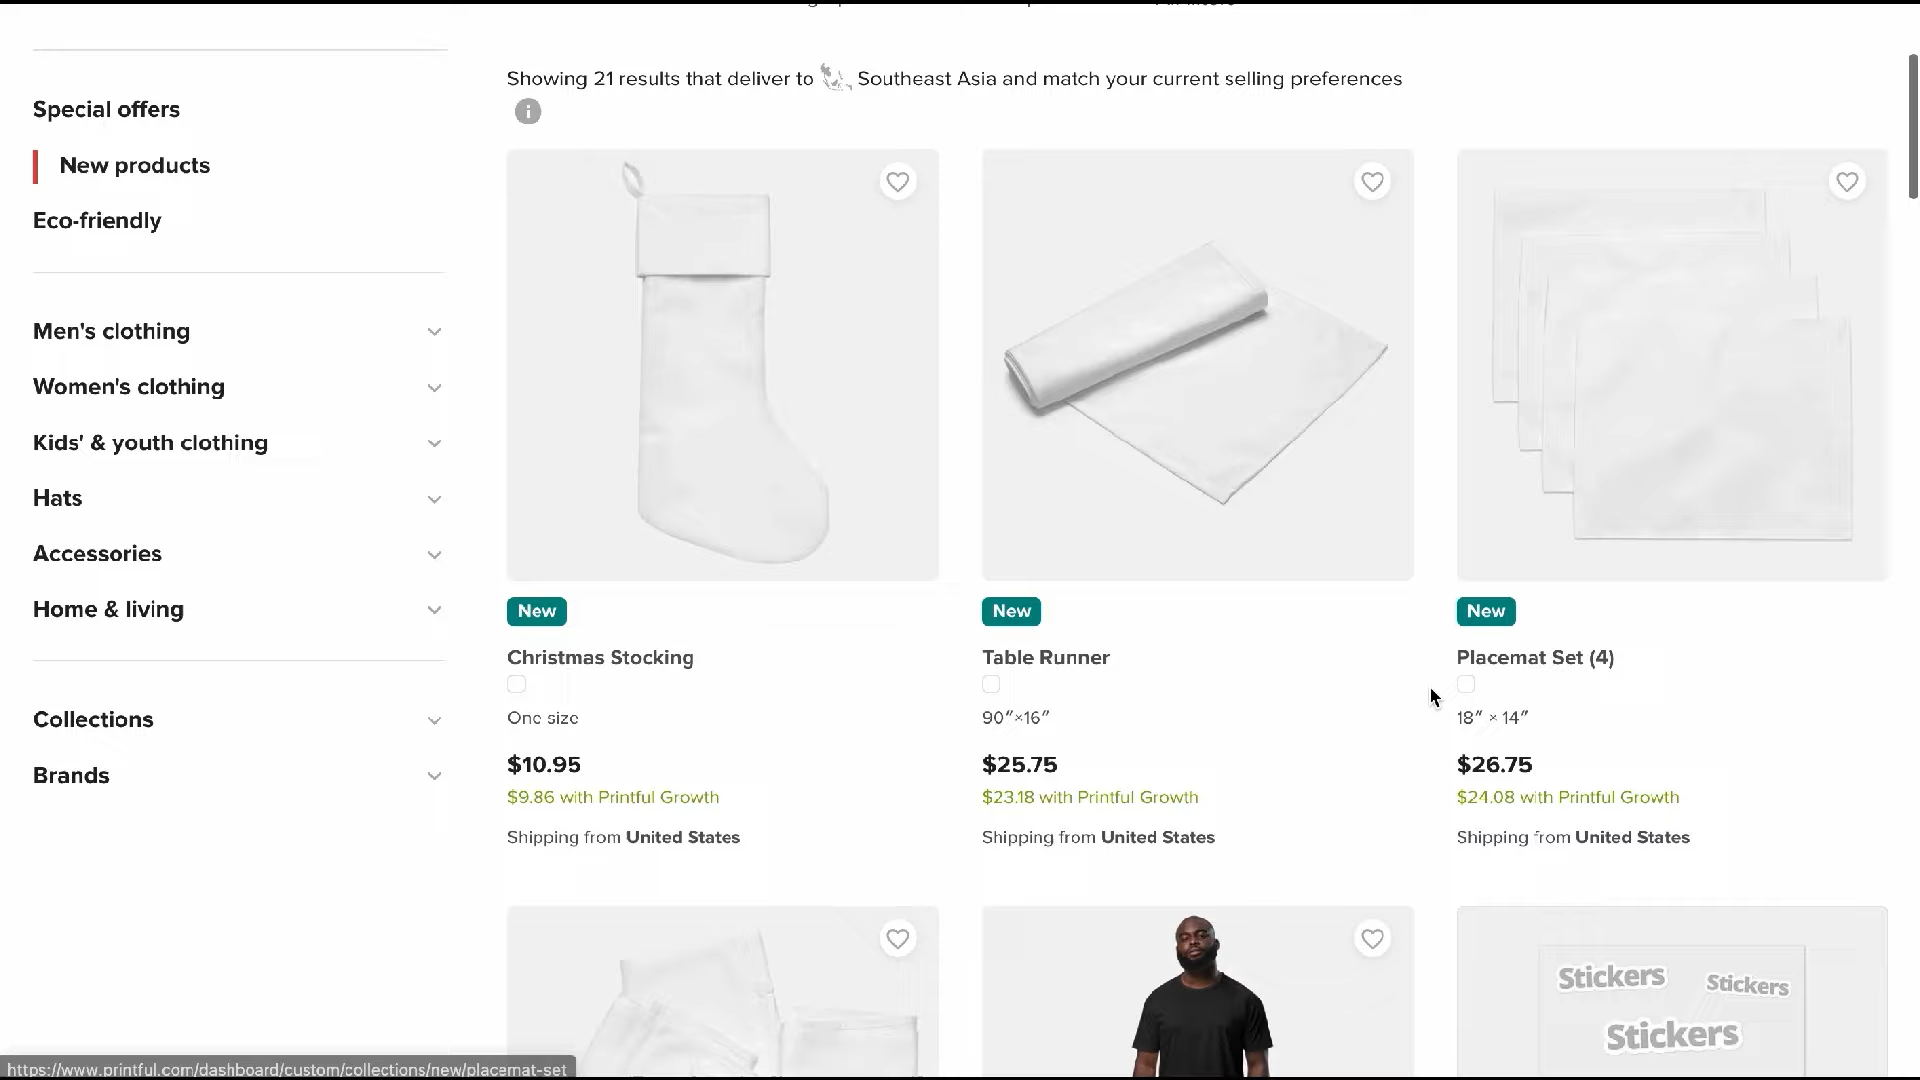 Showing 21 results that deliver to Southeast Asia and match your current selling preferences
i
Special offers
New products
Eco-friendly
Men's clothing
Women's clothing
Kids' & youth clothing
Hats
Accessories
Home & living
Collections
Brands
New
Christmas Stocking
One size
$10.95
$9.86 with Printful Growth
Shipping from United States
New
Table Runner
90″×16″
$25.75
$23.18 with Printful Growth
Shipping from United States
New
Placemat Set (4)
18″ × 14″
$26.75
$24.08 with Printful Growth
Shipping from United States
Stickers
Stickers
Stickers
https://www.printful.com/dashboard/custom/collections/new/placemat-set